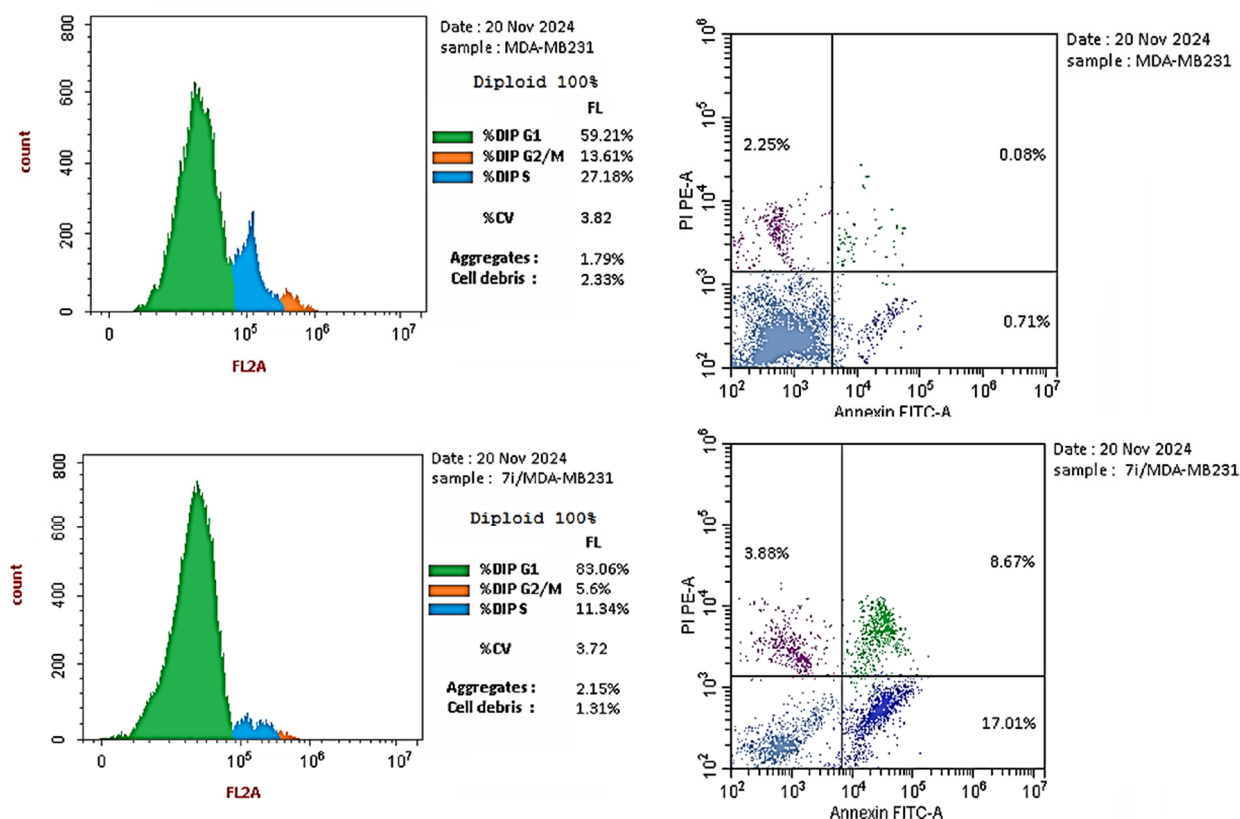 800
600
400
200
0
count
0
10^5
10^6
10^7
FL2A
Date : 20 Nov 2024
sample : MDA-MB231
Diploid 100%
FL
%DIP G1 59.21%
%DIP G2/M 13.61%
%DIP S 27.18%
%CV 3.82
Aggregates : 1.79%
Cell debris : 2.33%
10^6
10^5
10^4
10^3
10^2
PI PE-A
2.25%
0.08%
0.71%
10^2 10^3 10^4 10^5 10^6 10^7
Annexin FITC-A
Date : 20 Nov 2024
sample : MDA-MB231
800
600
400
200
0
count
0
10^5
10^6
10^7
FL2A
Date : 20 Nov 2024
sample : 7i/MDA-MB231
Diploid 100%
FL
%DIP G1 83.06%
%DIP G2/M 5.6%
%DIP S 11.34%
%CV 3.72
Aggregates : 2.15%
Cell debris : 1.31%
10^6
10^5
10^4
10^3
10^2
PI PE-A
3.88%
8.67%
17.01%
10^2 10^3 10^4 10^5 10^6 10^7
Annexin FITC-A
Date : 20 Nov 2024
sample : 7i/MDA-MB231